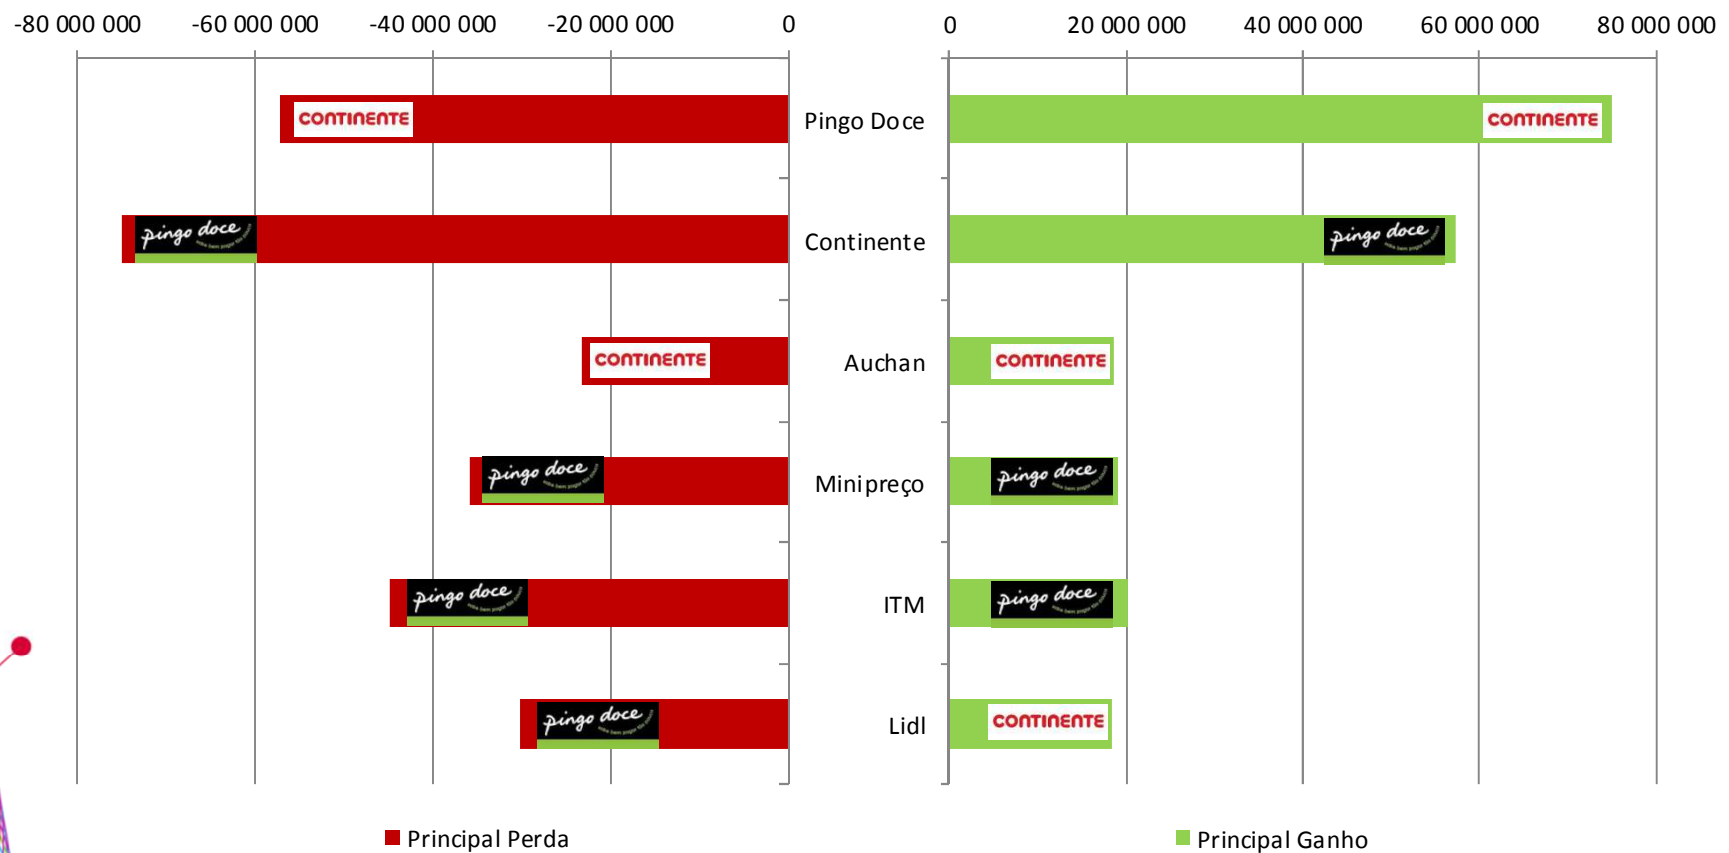 -80 000 000 -60 000 000 -40 000 000 -20 000 000 0 0 20 000 000 40 000 000 60 000 000 80 000 000
CONTINENTE Pingo Doce CONTINENTE
pingo doce Continente pingo doce
CONTINENTE Auchan CONTINENTE
pingo doce Minipreço pingo doce
pingo doce ITM pingo doce
pingo doce Lidl CONTINENTE
Principal Perda Principal Ganho